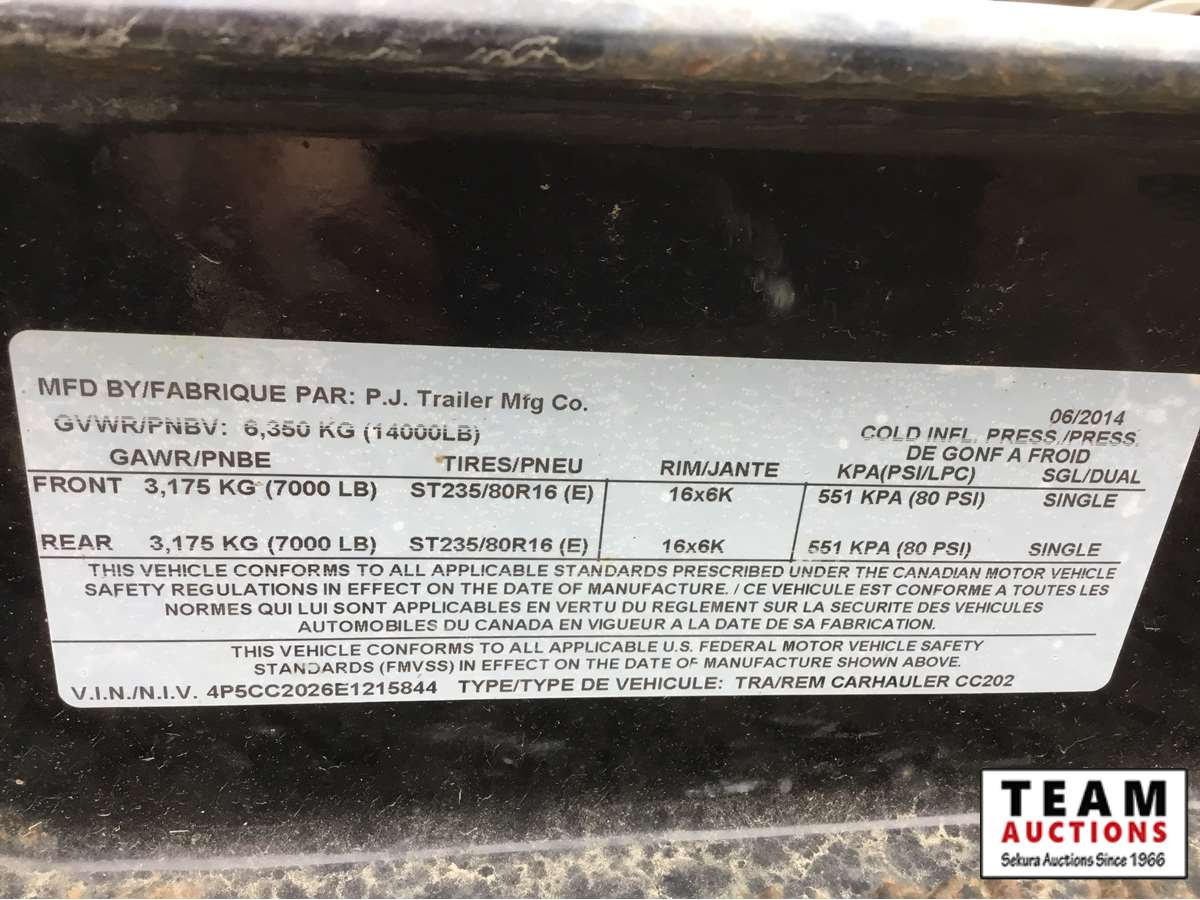 MFD BY/FABRIQUE PAR: P.J. Trailer Mfg Co.
06/2014
GVWR/PNBV: 6,350 KG (14000LB)
COLD INFL. PRESS./PRESS.
DE GONF A FROID
GAWR/PNBE TIRES/PNEU RIM/JANTE KPA(PSI/LPC) SGL/DUAL
FRONT 3,175 KG (7000 LB) ST235/80R16 (E) 16x6K 551 KPA (80 PSI) SINGLE
REAR 3,175 KG (7000 LB) ST235/80R16 (E) 16x6K 551 KPA (80 PSI) SINGLE
THIS VEHICLE CONFORMS TO ALL APPLICABLE STANDARDS PRESCRIBED UNDER THE CANADIAN MOTOR VEHICLE
SAFETY REGULATIONS IN EFFECT ON THE DATE OF MANUFACTURE. / CE VEHICULE EST CONFORME A TOUTES LES
NORMES QUI LUI SONT APPLICABLES EN VERTU DU REGLEMENT SUR LA SECURITE DES VEHICULES
AUTOMOBILES DU CANADA EN VIGUEUR A LA DATE DE SA FABRICATION.
THIS VEHICLE CONFORMS TO ALL APPLICABLE U.S. FEDERAL MOTOR VEHICLE SAFETY
STANDARDS (FMVSS) IN EFFECT ON THE DATE OF MANUFACTURE SHOWN ABOVE.
V.I.N./N.I.V. 4P5CC2026E1215844 TYPE/TYPE DE VEHICULE: TRA/REM CARHAULER CC202
TEAM
AUCTIONS
Sekura Auctions Since 1966